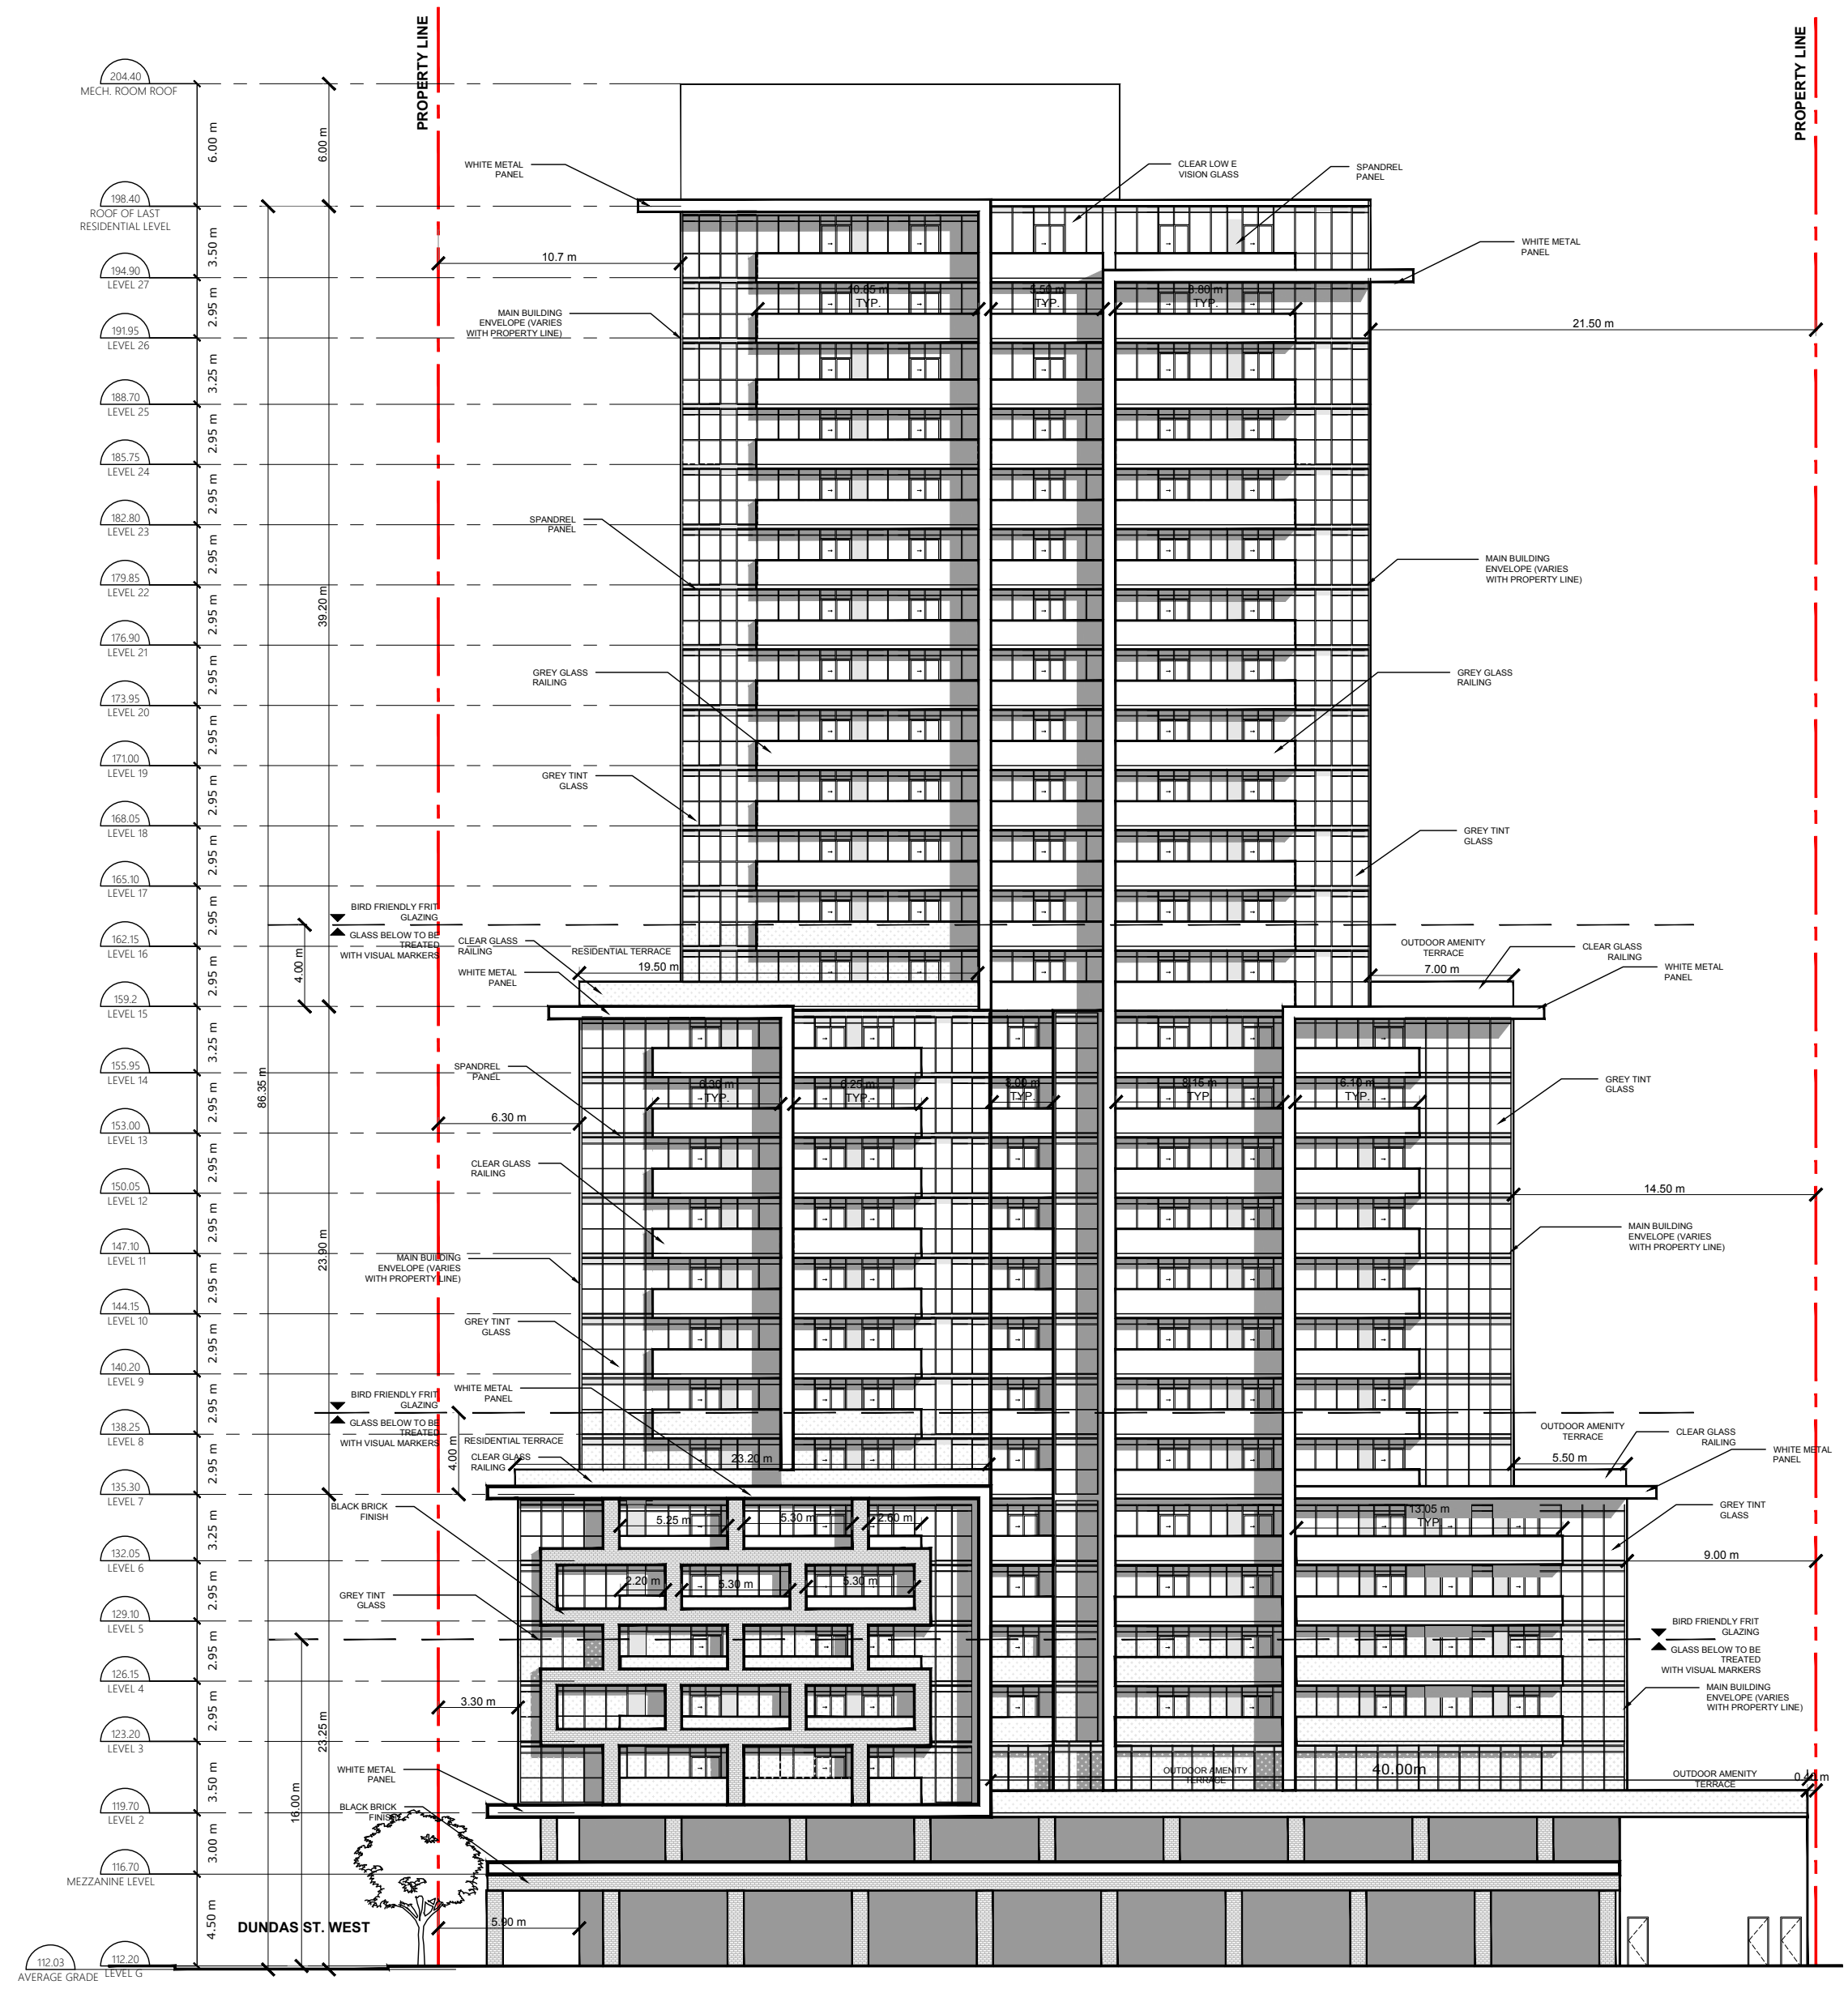 PROPERTY LINE
PROPERTY LINE
204.40
MECH. ROOM ROOF
6.00 m
6.00 m
WHITE METAL
PANEL
CLEAR LOW E
VISION GLASS
SPANDREL
PANEL
198.40
ROOF OF LAST
RESIDENTIAL LEVEL
3.50 m
10.7 m
WHITE METAL
PANEL
194.90
LEVEL 27
2.95 m
10.85 m
TYP.
5.50 m
TYP.
8.80 m
TYP.
MAIN BUILDING
ENVELOPE (VARIES
WITH PROPERTY LINE)
21.50 m
191.95
LEVEL 26
3.25 m
188.70
LEVEL 25
2.95 m
185.75
LEVEL 24
2.95 m
182.80
LEVEL 23
SPANDREL
PANEL
2.95 m
MAIN BUILDING
ENVELOPE (VARIES
WITH PROPERTY LINE)
179.85
LEVEL 22
39.20 m
2.95 m
176.90
LEVEL 21
2.95 m
GREY GLASS
RAILING
GREY GLASS
RAILING
173.95
LEVEL 20
2.95 m
171.00
LEVEL 19
GREY TINT
GLASS
2.95 m
168.05
LEVEL 18
GREY TINT
GLASS
2.95 m
165.10
LEVEL 17
2.95 m
BIRD FRIENDLY FRIT
GLAZING
GLASS BELOW TO BE
TREATED
WITH VISUAL MARKERS
162.15
LEVEL 16
CLEAR GLASS
RAILING
RESIDENTIAL TERRACE
OUTDOOR AMENITY
TERRACE
CLEAR GLASS
RAILING
4.00 m
2.95 m
WHITE METAL
PANEL
19.50 m
7.00 m
WHITE METAL
PANEL
159.2
LEVEL 15
3.25 m
155.95
LEVEL 14
86.35 m
SPANDREL
PANEL
2.95 m
6.30 m
TYP.
6.25 m
TYP.
3.00 m
TYP.
8.15 m
TYP.
6.10 m
TYP.
GREY TINT
GLASS
6.30 m
153.00
LEVEL 13
2.95 m
CLEAR GLASS
RAILING
150.05
LEVEL 12
14.50 m
2.95 m
MAIN BUILDING
ENVELOPE (VARIES
WITH PROPERTY LINE)
147.10
LEVEL 11
23.90 m
MAIN BUILDING
ENVELOPE (VARIES
WITH PROPERTY LINE)
2.95 m
144.15
LEVEL 10
GREY TINT
GLASS
2.95 m
140.20
LEVEL 9
2.95 m
BIRD FRIENDLY FRIT
GLAZING
WHITE METAL
PANEL
GLASS BELOW TO BE
TREATED
WITH VISUAL MARKERS
138.25
LEVEL 8
4.00 m
RESIDENTIAL TERRACE
CLEAR GLASS
RAILING
OUTDOOR AMENITY
TERRACE
CLEAR GLASS
RAILING
2.95 m
23.20 m
5.50 m
WHITE METAL
PANEL
135.30
LEVEL 7
BLACK BRICK
FINISH
3.25 m
5.25 m
5.30 m
2.60 m
13.05 m
TYP.
GREY TINT
GLASS
132.05
LEVEL 6
9.00 m
2.95 m
GREY TINT
GLASS
2.20 m
5.30 m
5.30 m
129.10
LEVEL 5
BIRD FRIENDLY FRIT
GLAZING
GLASS BELOW TO BE
TREATED
WITH VISUAL MARKERS
2.95 m
126.15
LEVEL 4
MAIN BUILDING
ENVELOPE (VARIES
WITH PROPERTY LINE)
2.95 m
3.30 m
23.25 m
123.20
LEVEL 3
WHITE METAL
PANEL
3.50 m
OUTDOOR AMENITY
TERRACE
40.00m
OUTDOOR AMENITY
TERRACE
16.00 m
BLACK BRICK
FINISH
119.70
LEVEL 2
3.00 m
116.70
MEZZANINE LEVEL
4.50 m
DUNDAS ST. WEST
5.90 m
112.03
AVERAGE GRADE
112.20
LEVEL G